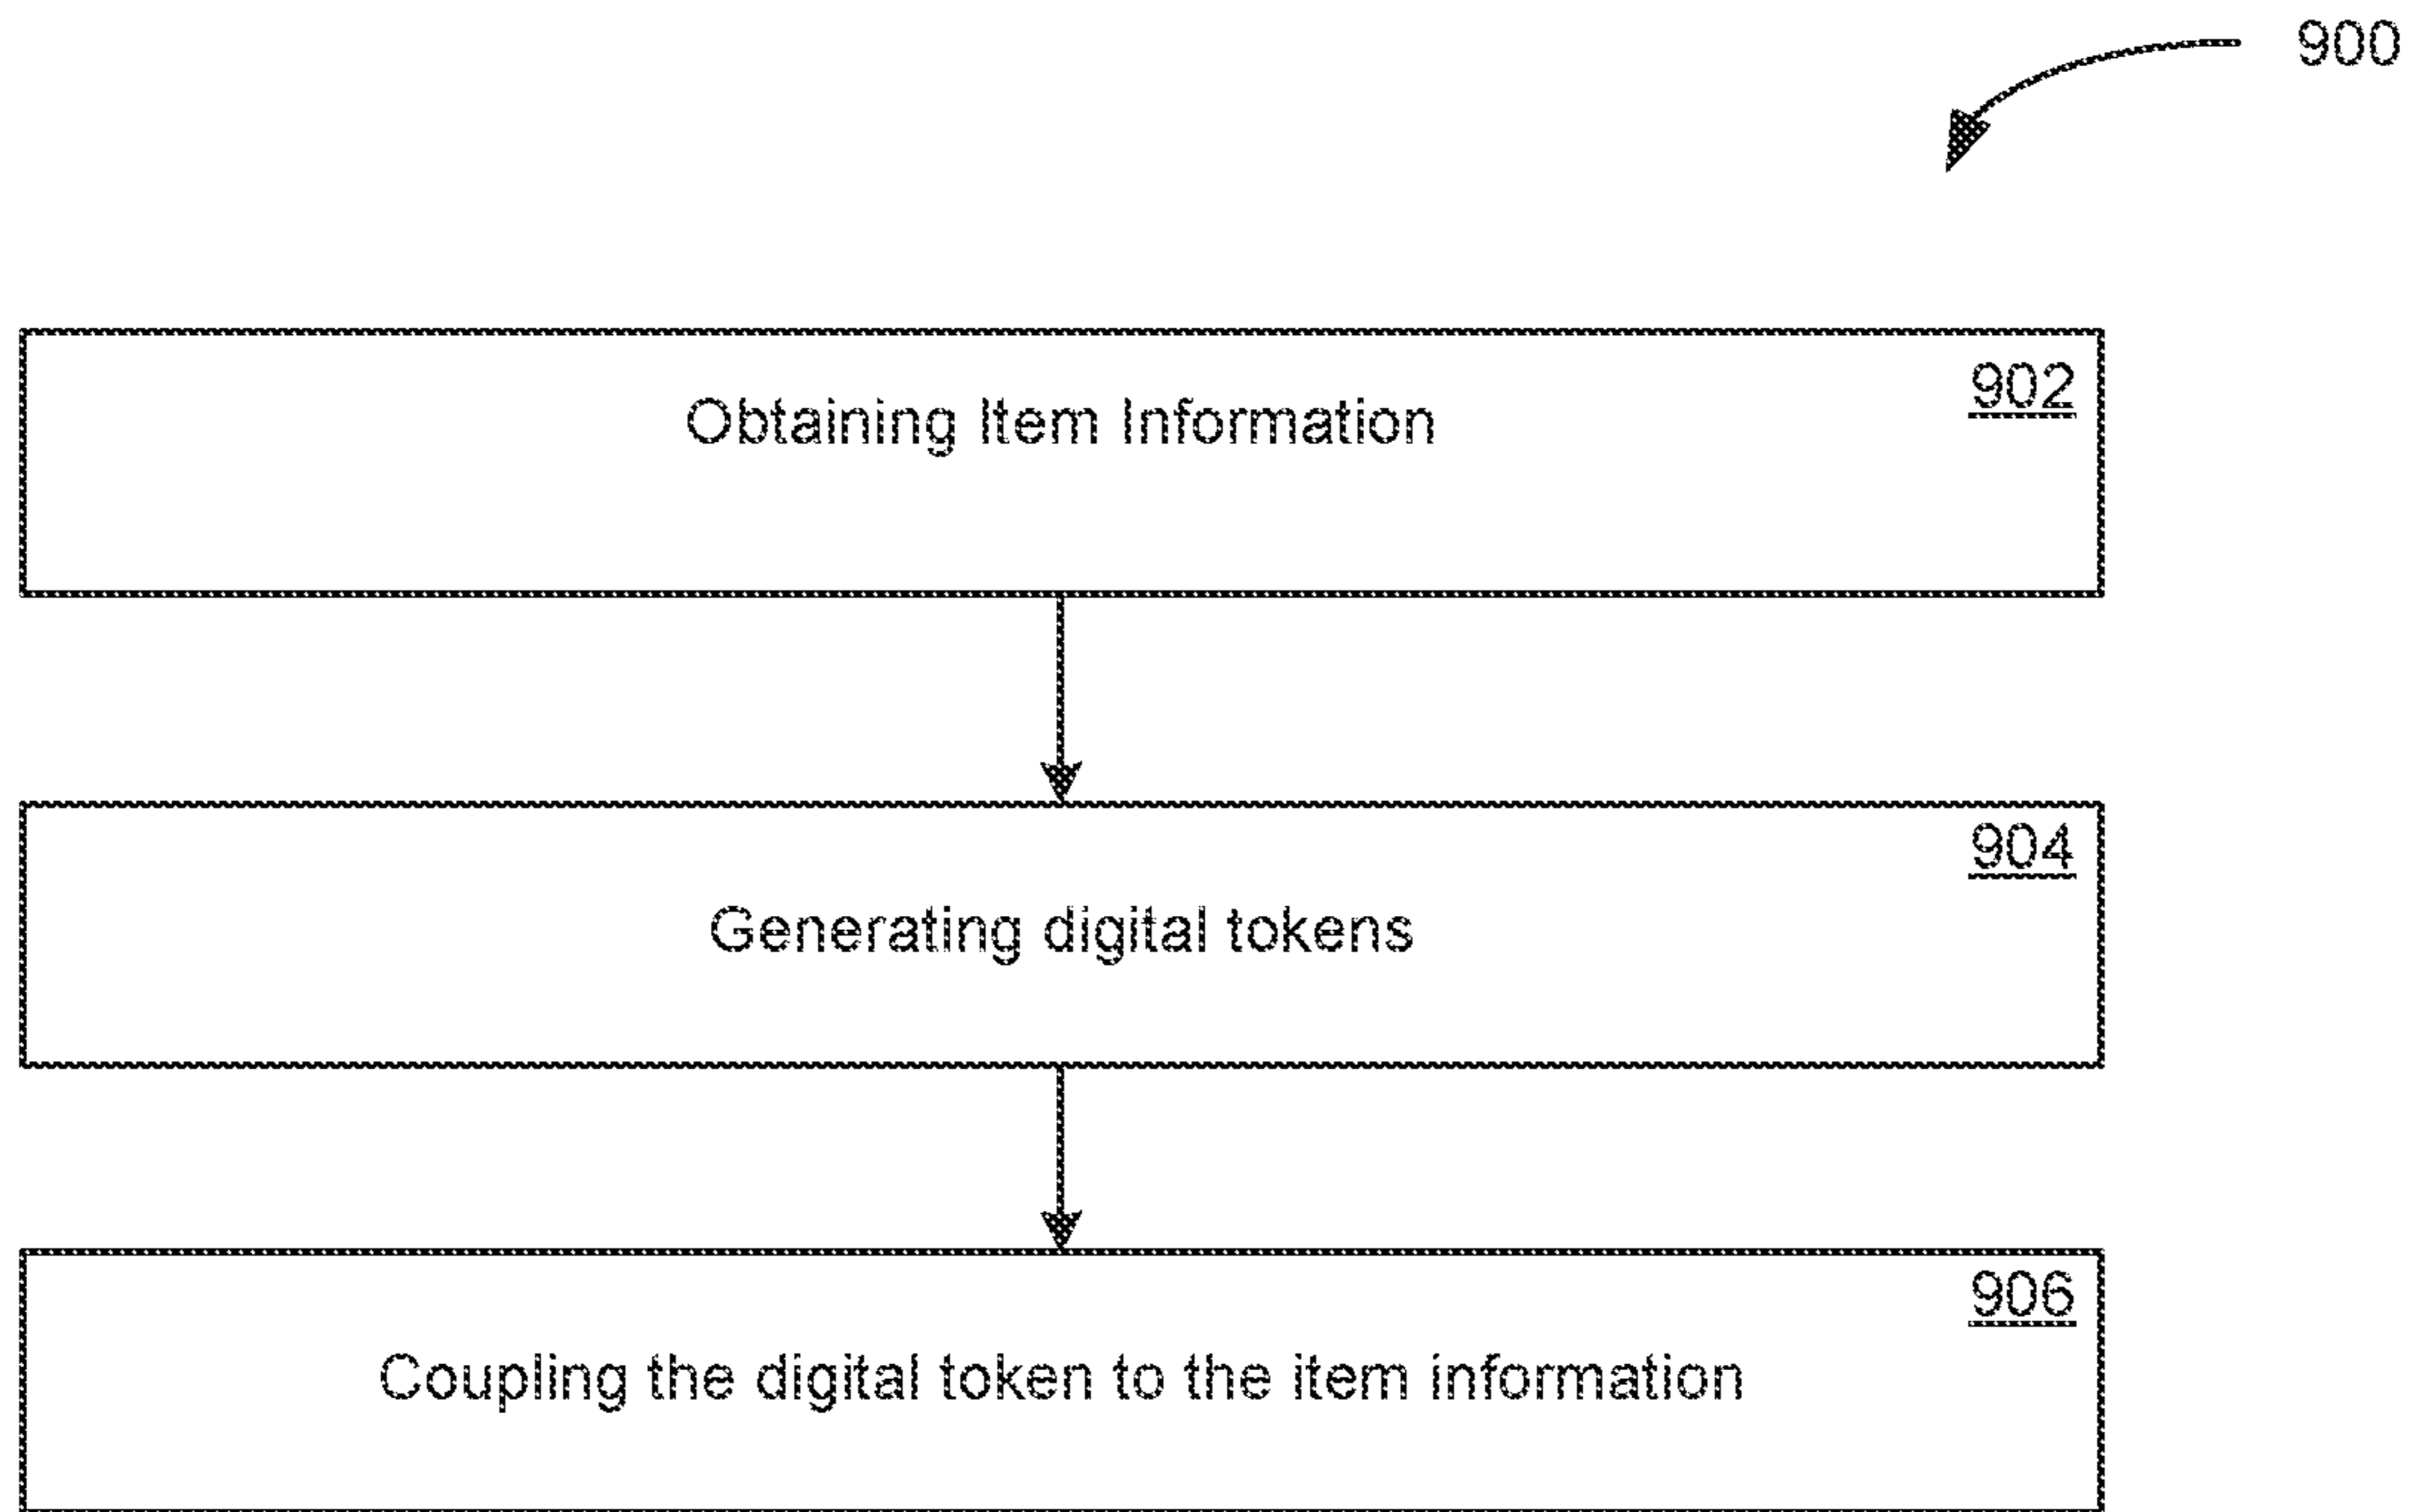 900
902
Obtaining Item Information
904
Generating digital tokens
906
Coupling the digital token to the item information